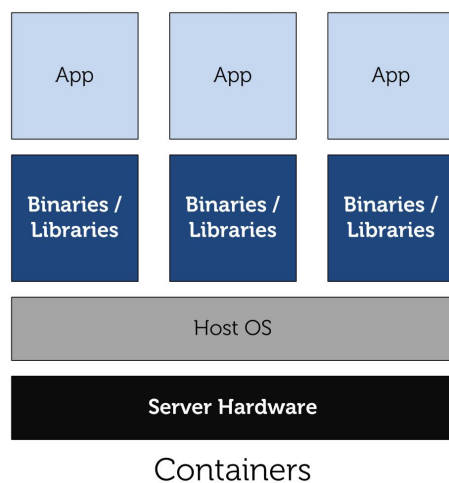 App App App
Binaries / Binaries / Binaries /
Libraries Libraries Libraries
Host OS
Server Hardware
Containers